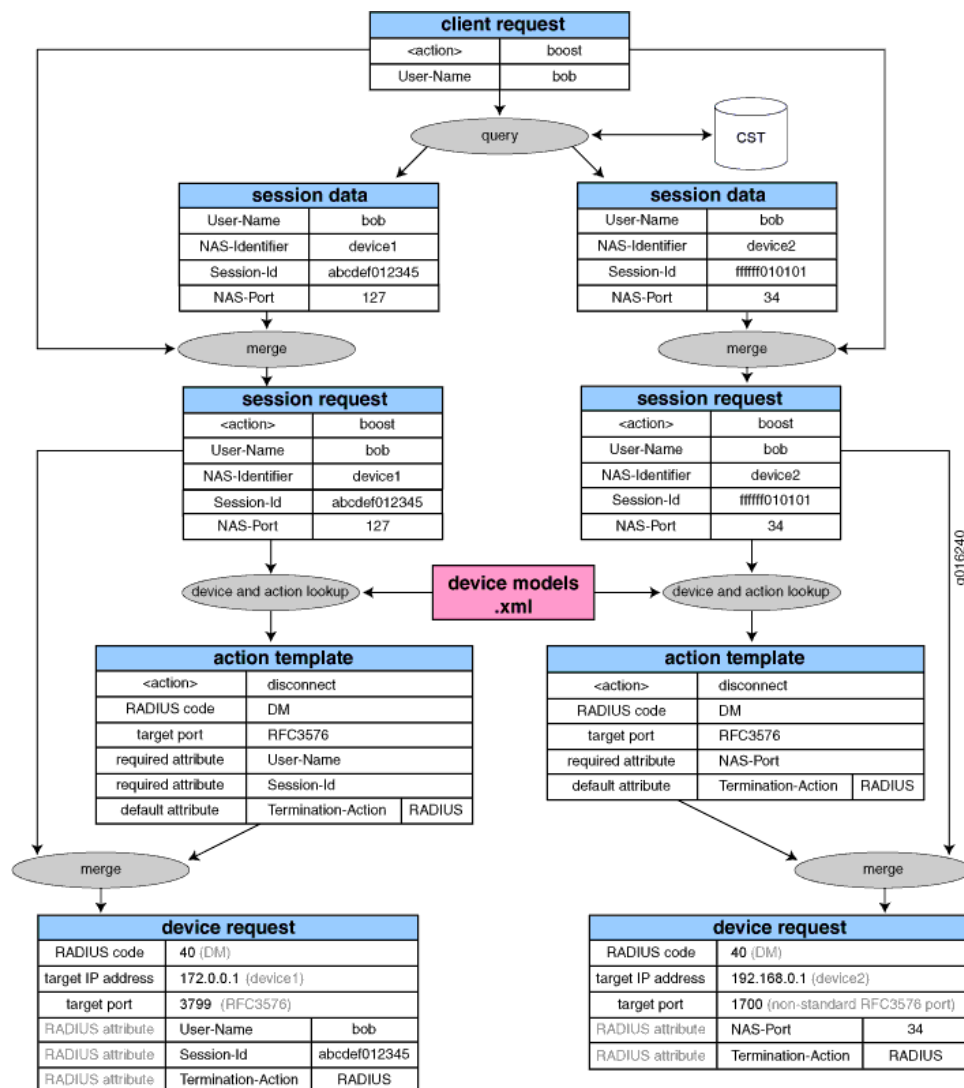 client request
<action> boost
User-Name bob
query
CST
session data
User-Name bob
NAS-Identifier device1
Session-Id abcdef012345
NAS-Port 127
session data
User-Name bob
NAS-Identifier device2
Session-Id ffffff010101
NAS-Port 34
merge
merge
session request
<action> boost
User-Name bob
NAS-Identifier device1
Session-Id abcdef012345
NAS-Port 127
session request
<action> boost
User-Name bob
NAS-Identifier device2
Session-Id ffffff010101
NAS-Port 34
g016240
device and action lookup
device models
.xml
device and action lookup
action template
<action> disconnect
RADIUS code DM
target port RFC3576
required attribute User-Name
required attribute Session-Id
default attribute Termination-Action RADIUS
action template
<action> disconnect
RADIUS code DM
target port RFC3576
required attribute NAS-Port
default attribute Termination-Action RADIUS
merge
merge
device request
RADIUS code 40 (DM)
target IP address 172.0.0.1 (device1)
target port 3799 (RFC3576)
RADIUS attribute User-Name bob
RADIUS attribute Session-Id abcdef012345
RADIUS attribute Termination-Action RADIUS
device request
RADIUS code 40 (DM)
target IP address 192.168.0.1 (device2)
target port 1700 (non-standard RFC3576 port)
RADIUS attribute NAS-Port 34
RADIUS attribute Termination-Action RADIUS